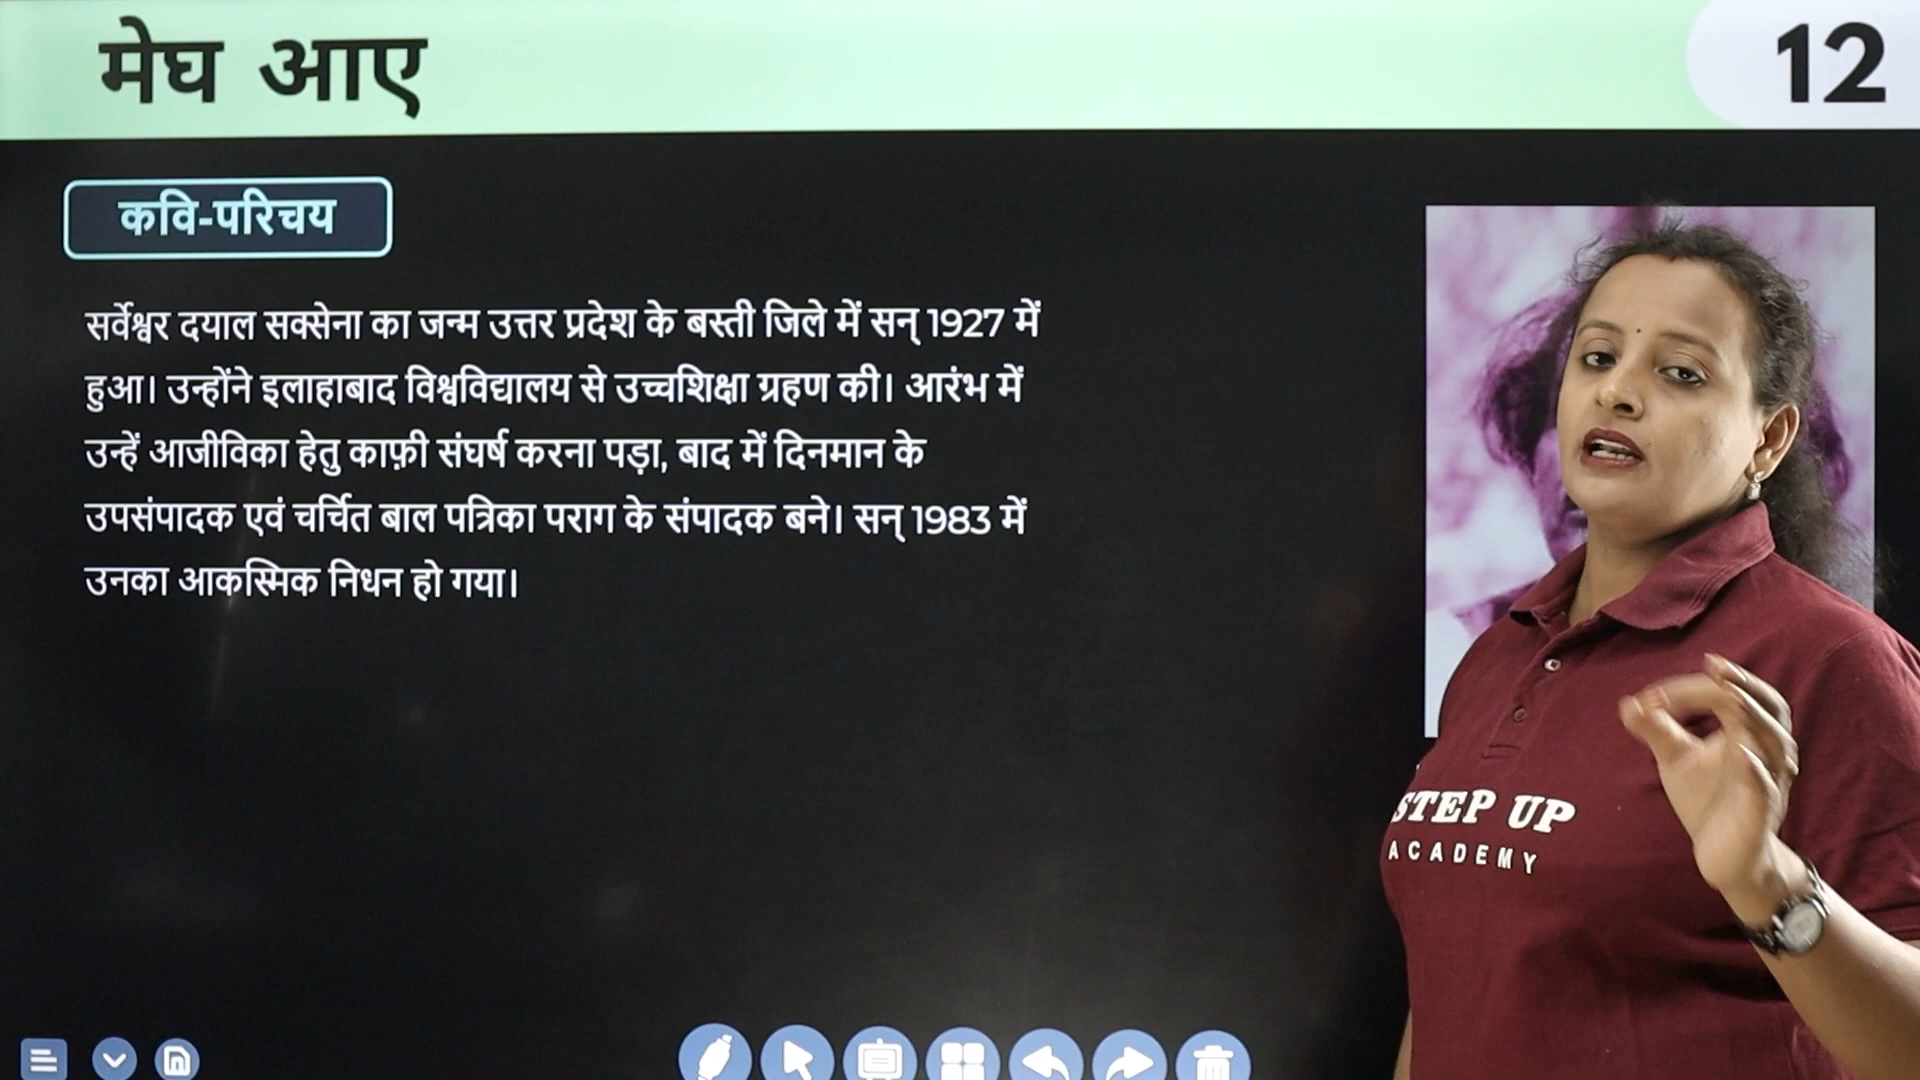 मेघ आए
12
कवि-परिचय
सर्वेश्वर दयाल सक्सेना का जन्म उत्तर प्रदेश के बस्ती जिले में सन् 1927 में
हुआ। उन्होंने इलाहाबाद विश्वविद्यालय से उच्चशिक्षा ग्रहण की। आरंभ में
उन्हें आजीविका हेतु काफ़ी संघर्ष करना पड़ा, बाद में दिनमान के
उपसंपादक एवं चर्चित बाल पत्रिका पराग के संपादक बने। सन् 1983 में
उनका आकस्मिक निधन हो गया।
STEP UP
ACADEMY